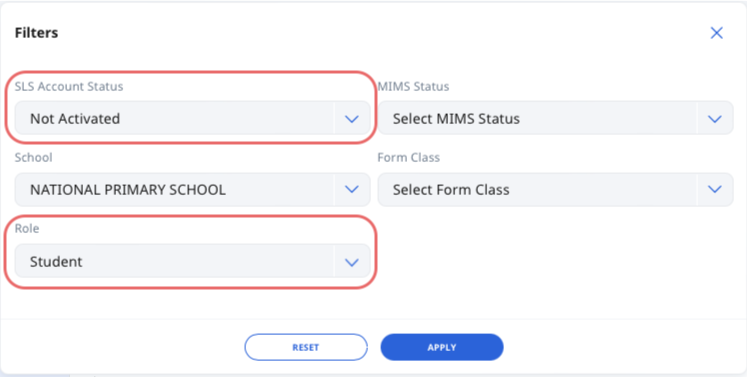 Filters
SLS Account Status
MIMS Status
Not Activated
Select MIMS Status
School
Form Class
NATIONAL PRIMARY SCHOOL
Select Form Class
Role
Student
RESET
APPLY